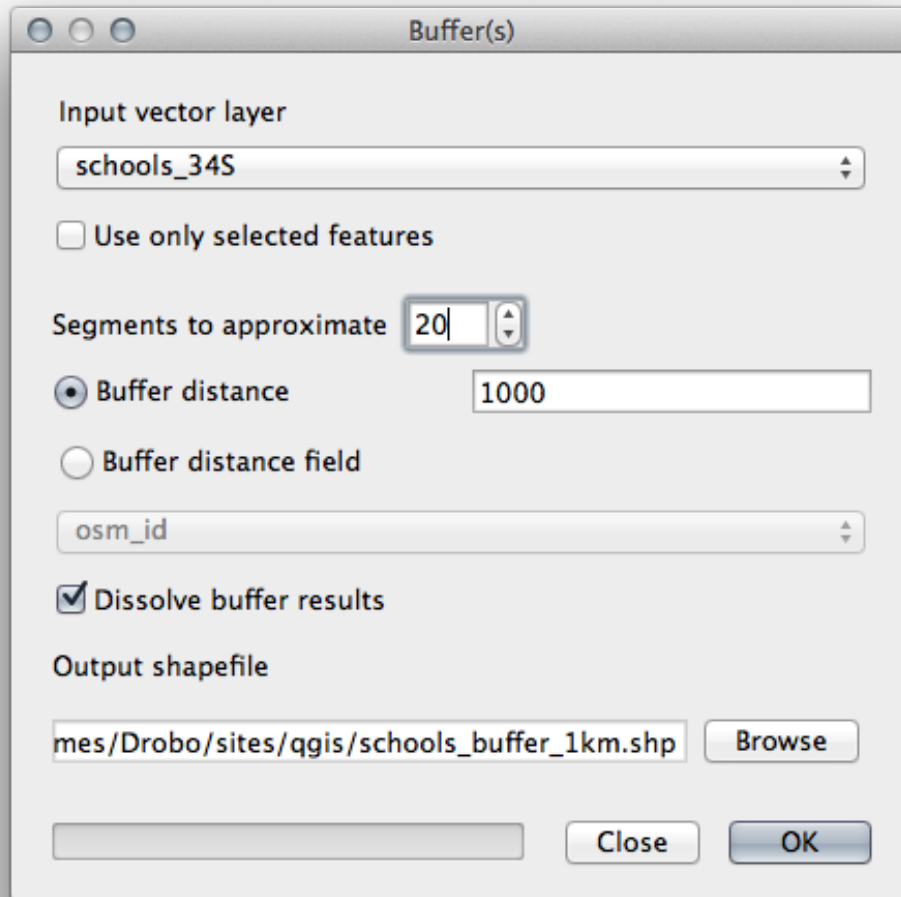 Buffer(s)
Input vector layer
schools_34S
Use only selected features
Segments to approximate 20
Buffer distance 1000
Buffer distance field
osm_id
Dissolve buffer results
Output shapefile
mes/Drobo/sites/qgis/schools_buffer_1km.shp Browse
Close OK